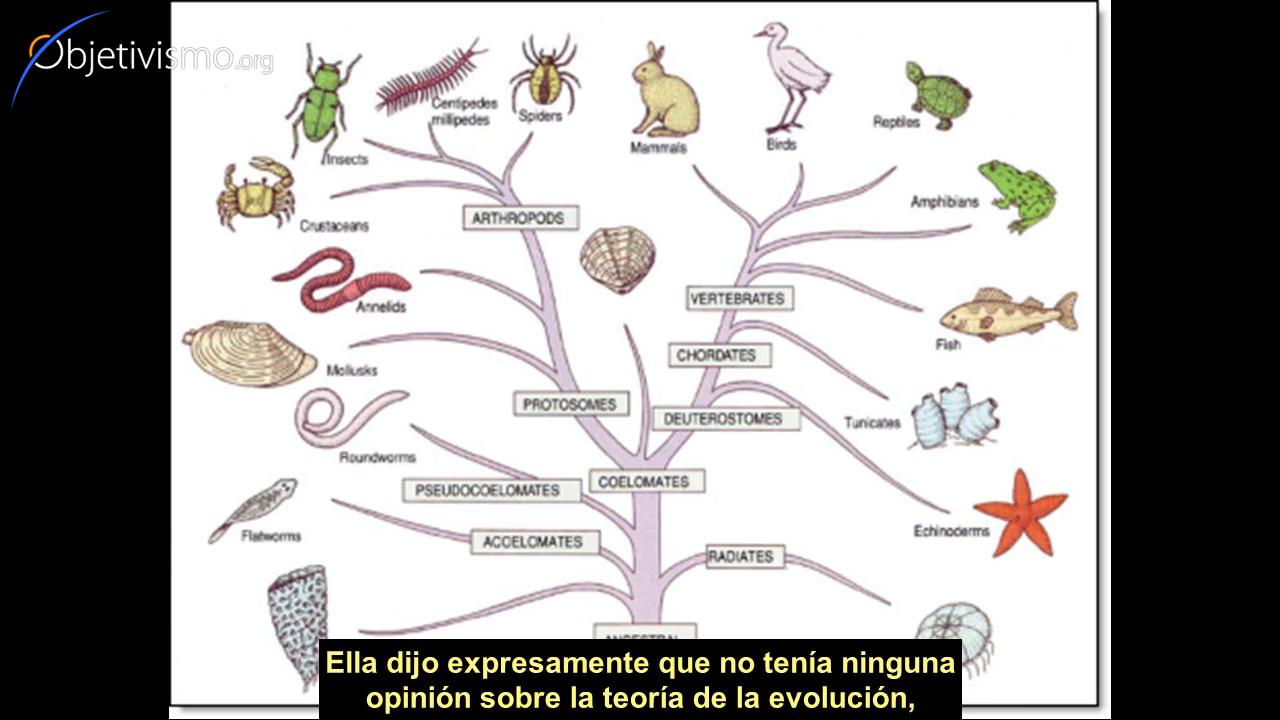 Objetivismo.org
Centipedes
millipedes
Spiders
Insects
Mammals
Birds
Reptiles
Crustaceans
ARTHROPODS
Amphibians
Annelids
VERTEBRATES
Fish
Mollusks
CHORDATES
PROTOSOMES
DEUTEROSTOMES
Tunicates
Roundworms
PSEUDOCOELOMATES
COELOMATES
Flatworms
ACOELOMATES
RADIATES
Echinoderms
Ella dijo expresamente que no tenía ninguna
opinión sobre la teoría de la evolución,